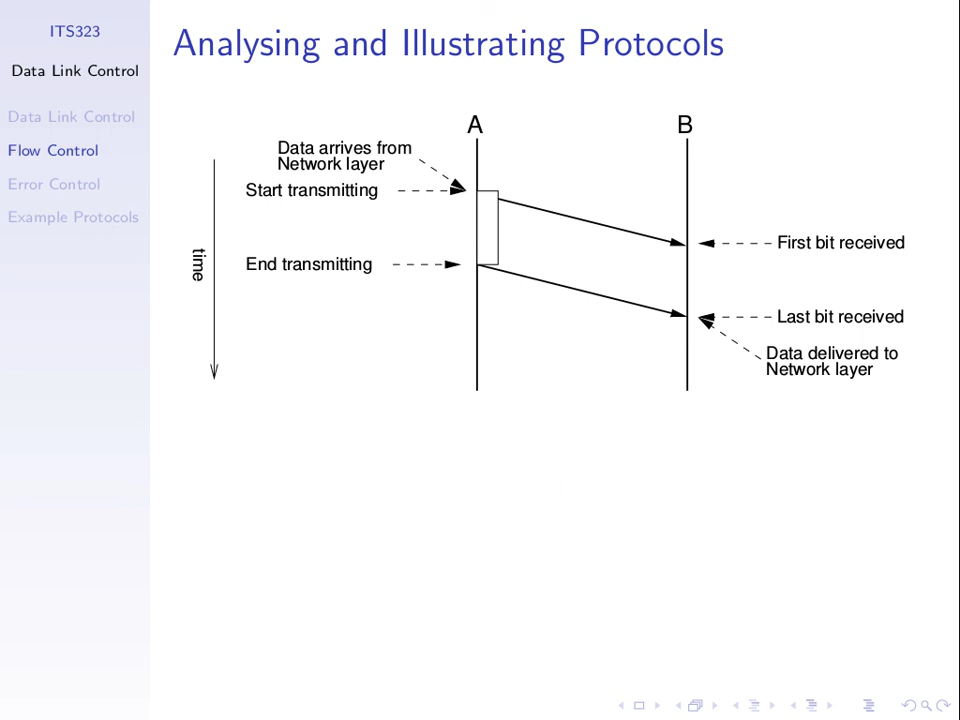 ITS323
Data Link Control
Data Link Control
Flow Control
Error Control
Example Protocols
Analysing and Illustrating Protocols
A
B
Data arrives from
Network layer
Start transmitting
First bit received
time
End transmitting
Last bit received
Data delivered to
Network layer